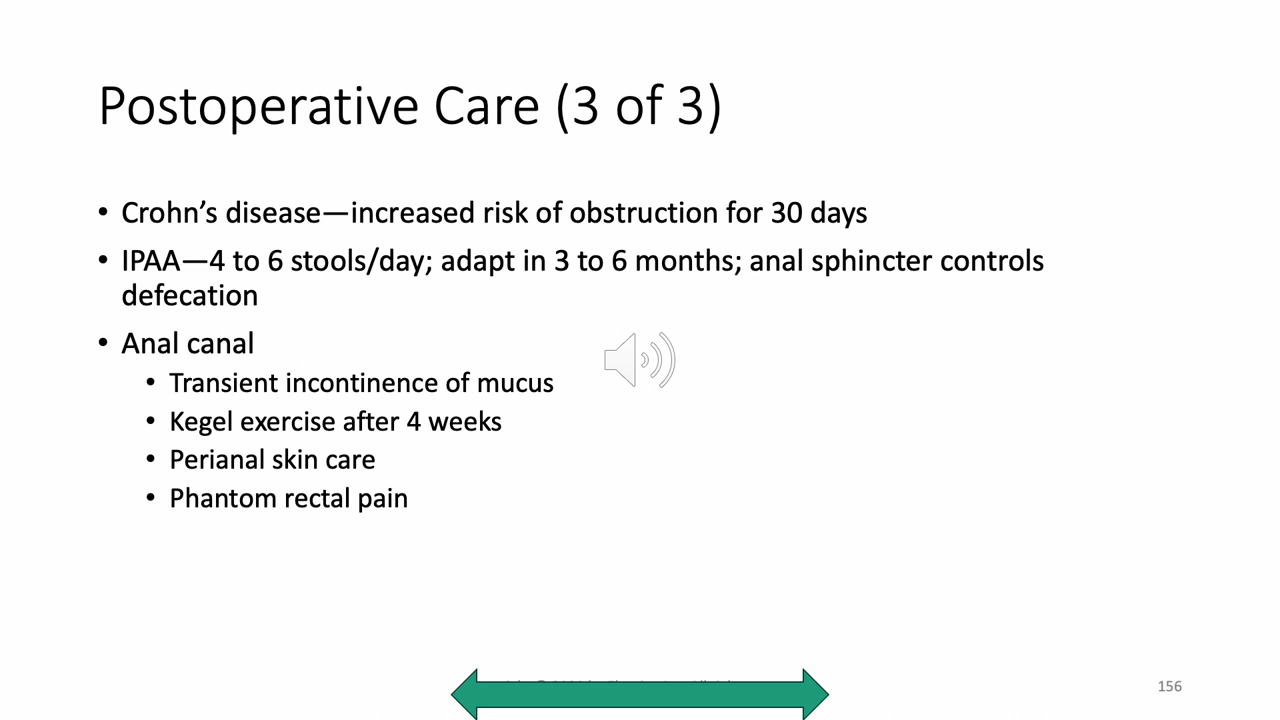 Postoperative Care (3 of 3)
• Crohn’s disease—increased risk of obstruction for 30 days
• IPAA—4 to 6 stools/day; adapt in 3 to 6 months; anal sphincter controls
defecation
• Anal canal
• Transient incontinence of mucus
• Kegel exercise after 4 weeks
• Perianal skin care
• Phantom rectal pain
156